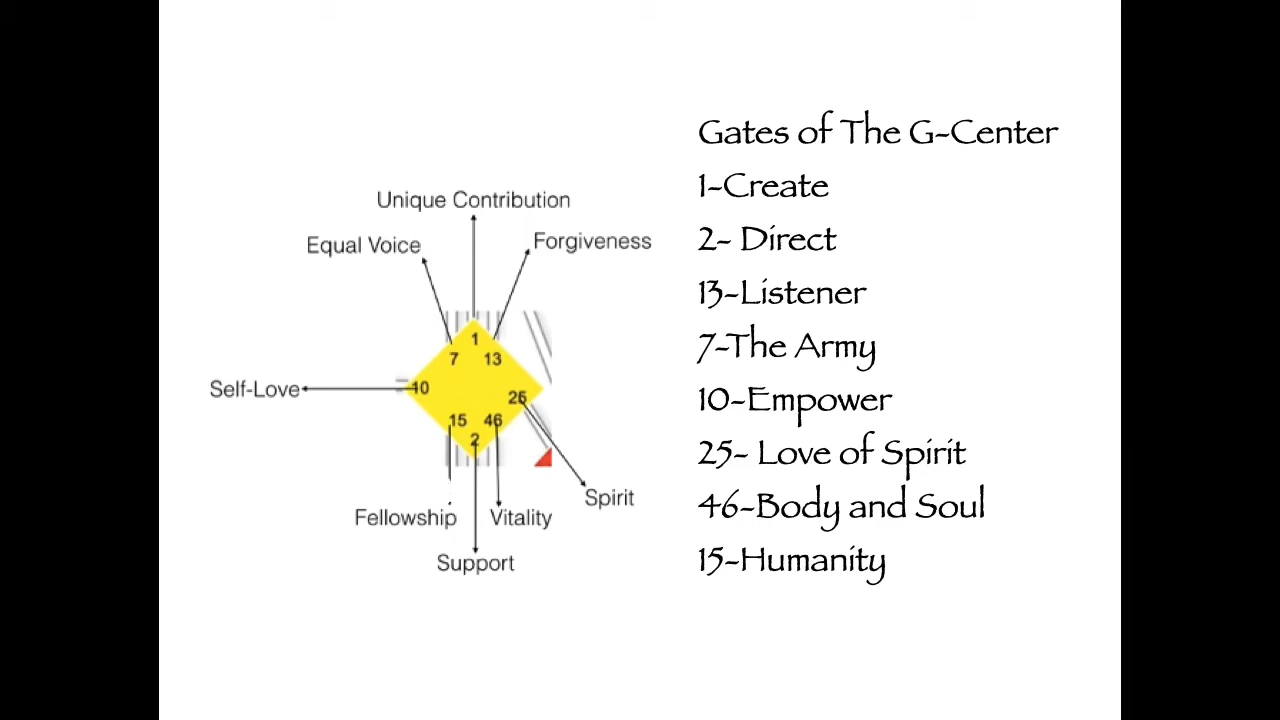 Unique Contribution
Equal Voice
Forgiveness
1
7
13
Self-Love
10
25
15
46
2
Spirit
Fellowship
Vitality
Support
Gates of The G-Center
1-Create
2- Direct
13-Listener
7-The Army
10-Empower
25- Love of Spirit
46-Body and Soul
15-Humanity